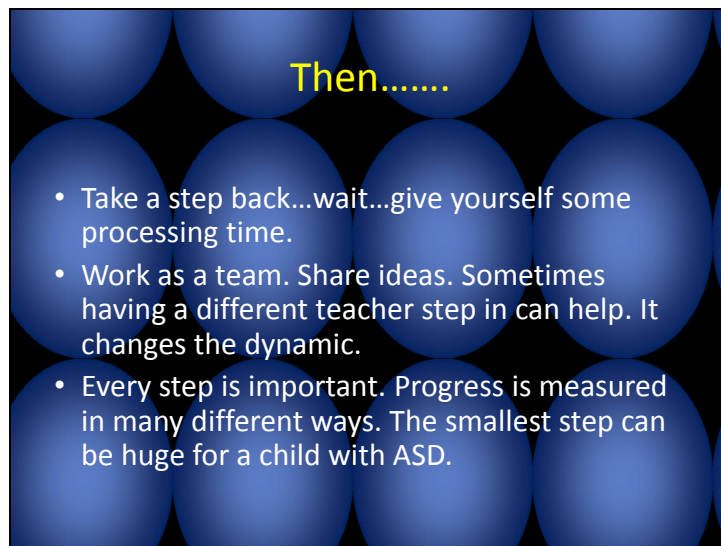 Then…….
• Take a step back…wait…give yourself some
processing time.
• Work as a team. Share ideas. Sometimes
having a different teacher step in can help. It
changes the dynamic.
• Every step is important. Progress is measured
in many different ways. The smallest step can
be huge for a child with ASD.